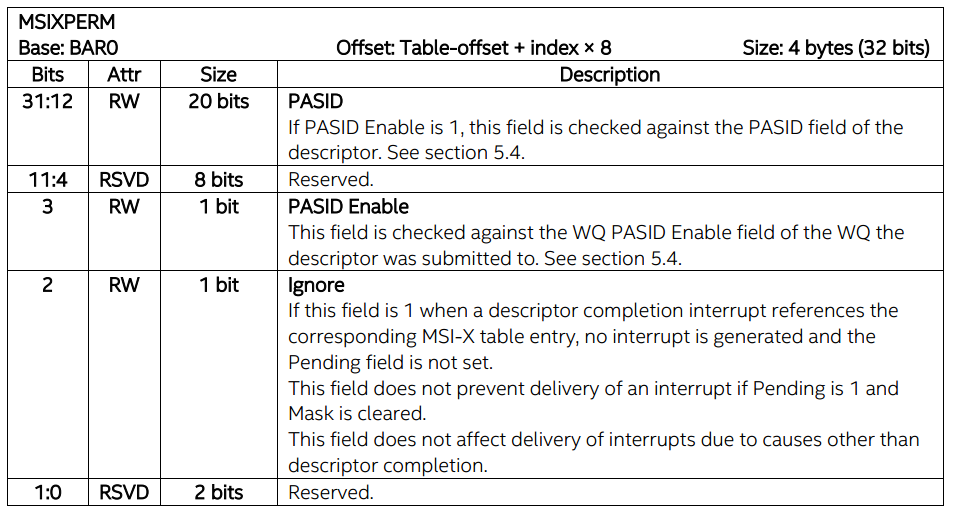 MSIXPERM
Base: BAR0 Offset: Table-offset + index × 8 Size: 4 bytes (32 bits)
Bits Attr Size Description
31:12 RW 20 bits PASID
If PASID Enable is 1, this field is checked against the PASID field of the
descriptor. See section 5.4.
11:4 RSVD 8 bits Reserved.
3 RW 1 bit PASID Enable
This field is checked against the WQ PASID Enable field of the WQ the
descriptor was submitted to. See section 5.4.
2 RW 1 bit Ignore
If this field is 1 when a descriptor completion interrupt references the
corresponding MSI-X table entry, no interrupt is generated and the
Pending field is not set.
This field does not prevent delivery of an interrupt if Pending is 1 and
Mask is cleared.
This field does not affect delivery of interrupts due to causes other than
descriptor completion.
1:0 RSVD 2 bits Reserved.